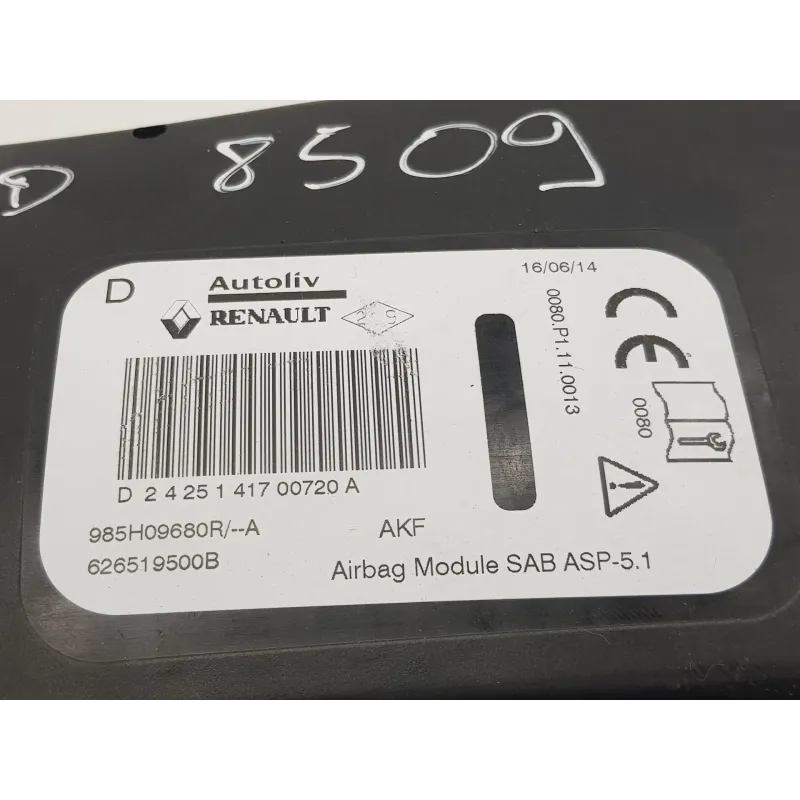 D 8509
D
Autoliv
RENAULT
16/06/14
0080.P1.11.0013
CE
0080
D 2 4 25 1 417 00720 A
985H09680R/--A AKF
626519500B
Airbag Module SAB ASP-5.1